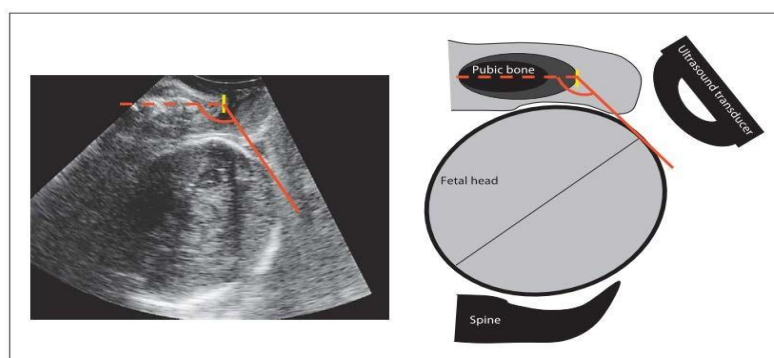 Pubic bone
Ultrasound transducer
Fetal head
Spine